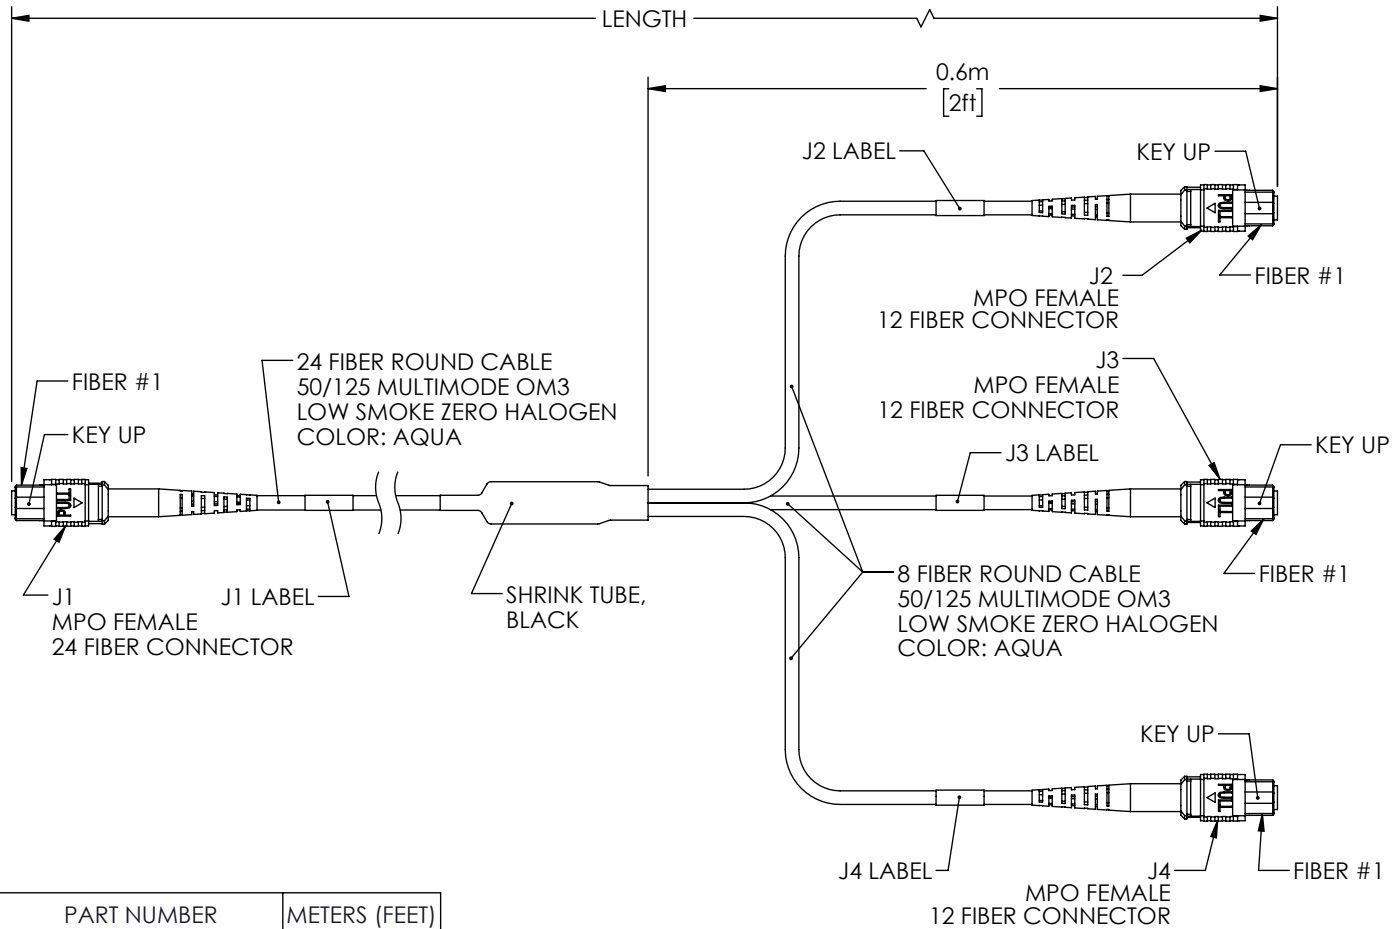 LENGTH
0.6m
[2ft]
J2 LABEL
KEY UP
PULL
J2
MPO FEMALE
12 FIBER CONNECTOR
FIBER #1
24 FIBER ROUND CABLE
50/125 MULTIMODE OM3
LOW SMOKE ZERO HALOGEN
COLOR: AQUA
FIBER #1
KEY UP
PULL
J1
MPO FEMALE
24 FIBER CONNECTOR
J1 LABEL
SHRINK TUBE,
BLACK
J3
MPO FEMALE
12 FIBER CONNECTOR
J3 LABEL
KEY UP
PULL
FIBER #1
8 FIBER ROUND CABLE
50/125 MULTIMODE OM3
LOW SMOKE ZERO HALOGEN
COLOR: AQUA
KEY UP
PULL
J4 LABEL
J4
MPO FEMALE
12 FIBER CONNECTOR
FIBER #1
PART NUMBER METERS (FEET)